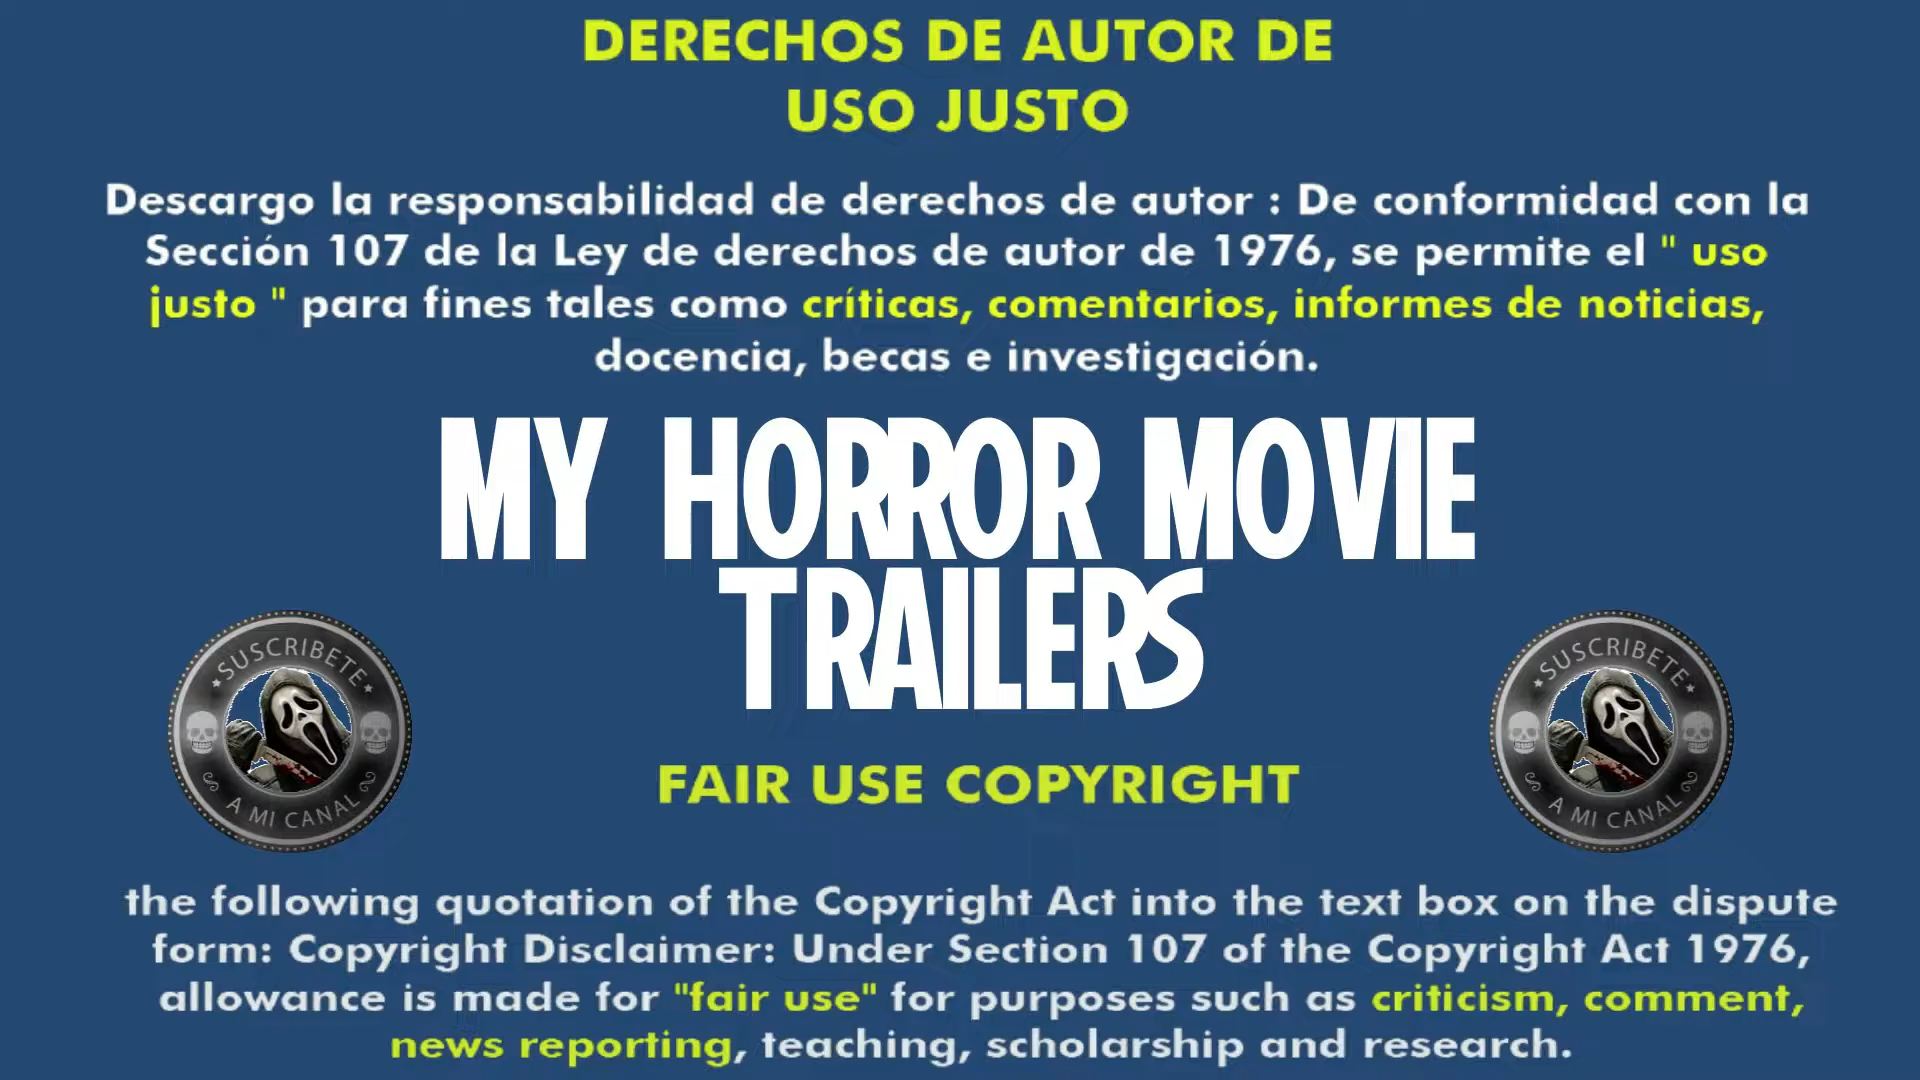 DERECHOS DE AUTOR DE
USO JUSTO
Descargo la responsabilidad de derechos de autor : De conformidad con la
Sección 107 de la Ley de derechos de autor de 1976, se permite el " uso
justo " para fines tales como críticas, comentarios, informes de noticias,
docencia, becas e investigación.
MY HORROR MOVIE
TRAILERS
SUSCRIBETE
A MI CANAL
SUSCRIBETE
A MI CANAL
FAIR USE COPYRIGHT
the following quotation of the Copyright Act into the text box on the dispute
form: Copyright Disclaimer: Under Section 107 of the Copyright Act 1976,
allowance is made for "fair use" for purposes such as criticism, comment,
news reporting, teaching, scholarship and research.